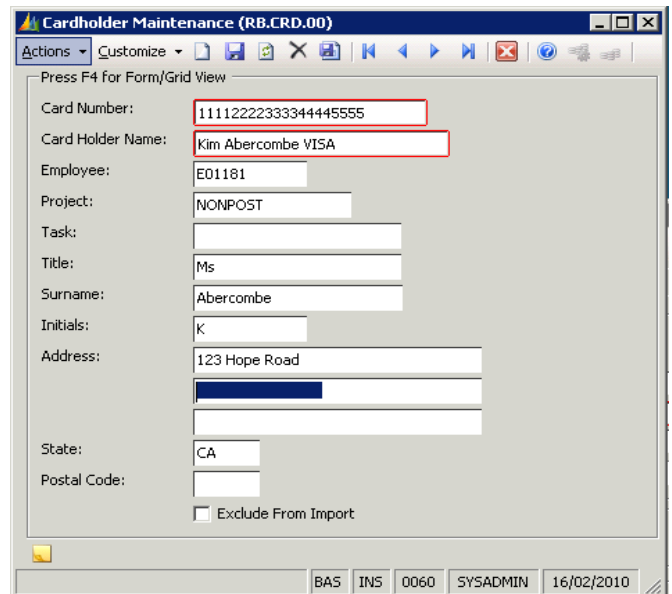 Cardholder Maintenance (RB.CRD.00)
Actions Customize
Press F4 for Form/Grid View
Card Number: 11112222333344445555
Card Holder Name: Kim Abercombe VISA
Employee: E01181
Project: NONPOST
Task:
Title: Ms
Surname: Abercombe
Initials: K
Address: 123 Hope Road
State: CA
Postal Code:
Exclude From Import
BAS INS 0060 SYSADMIN 16/02/2010